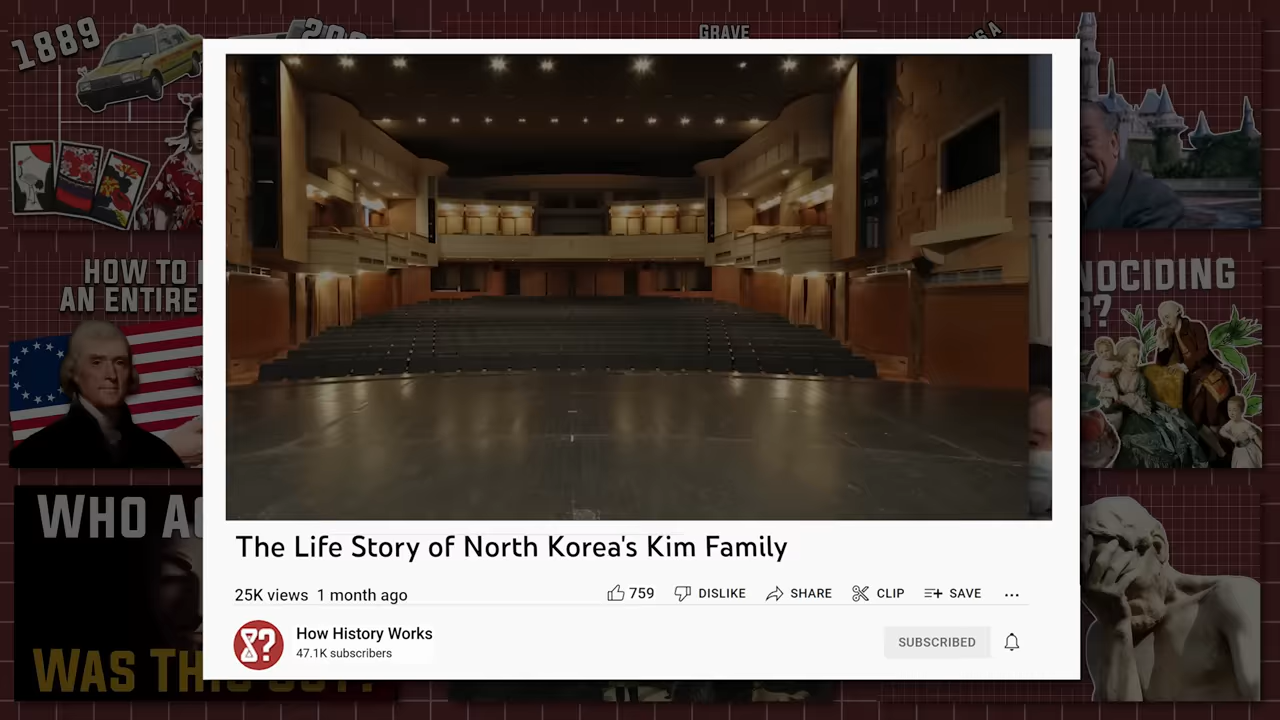 1889
GRAVE
HOW TO
AN ENTIRE
NOCIDING
The Life Story of North Korea's Kim Family
25K views 1 month ago
759 DISLIKE SHARE CLIP SAVE ...
How History Works
47.1K subscribers
SUBSCRIBED
WHO
WAS